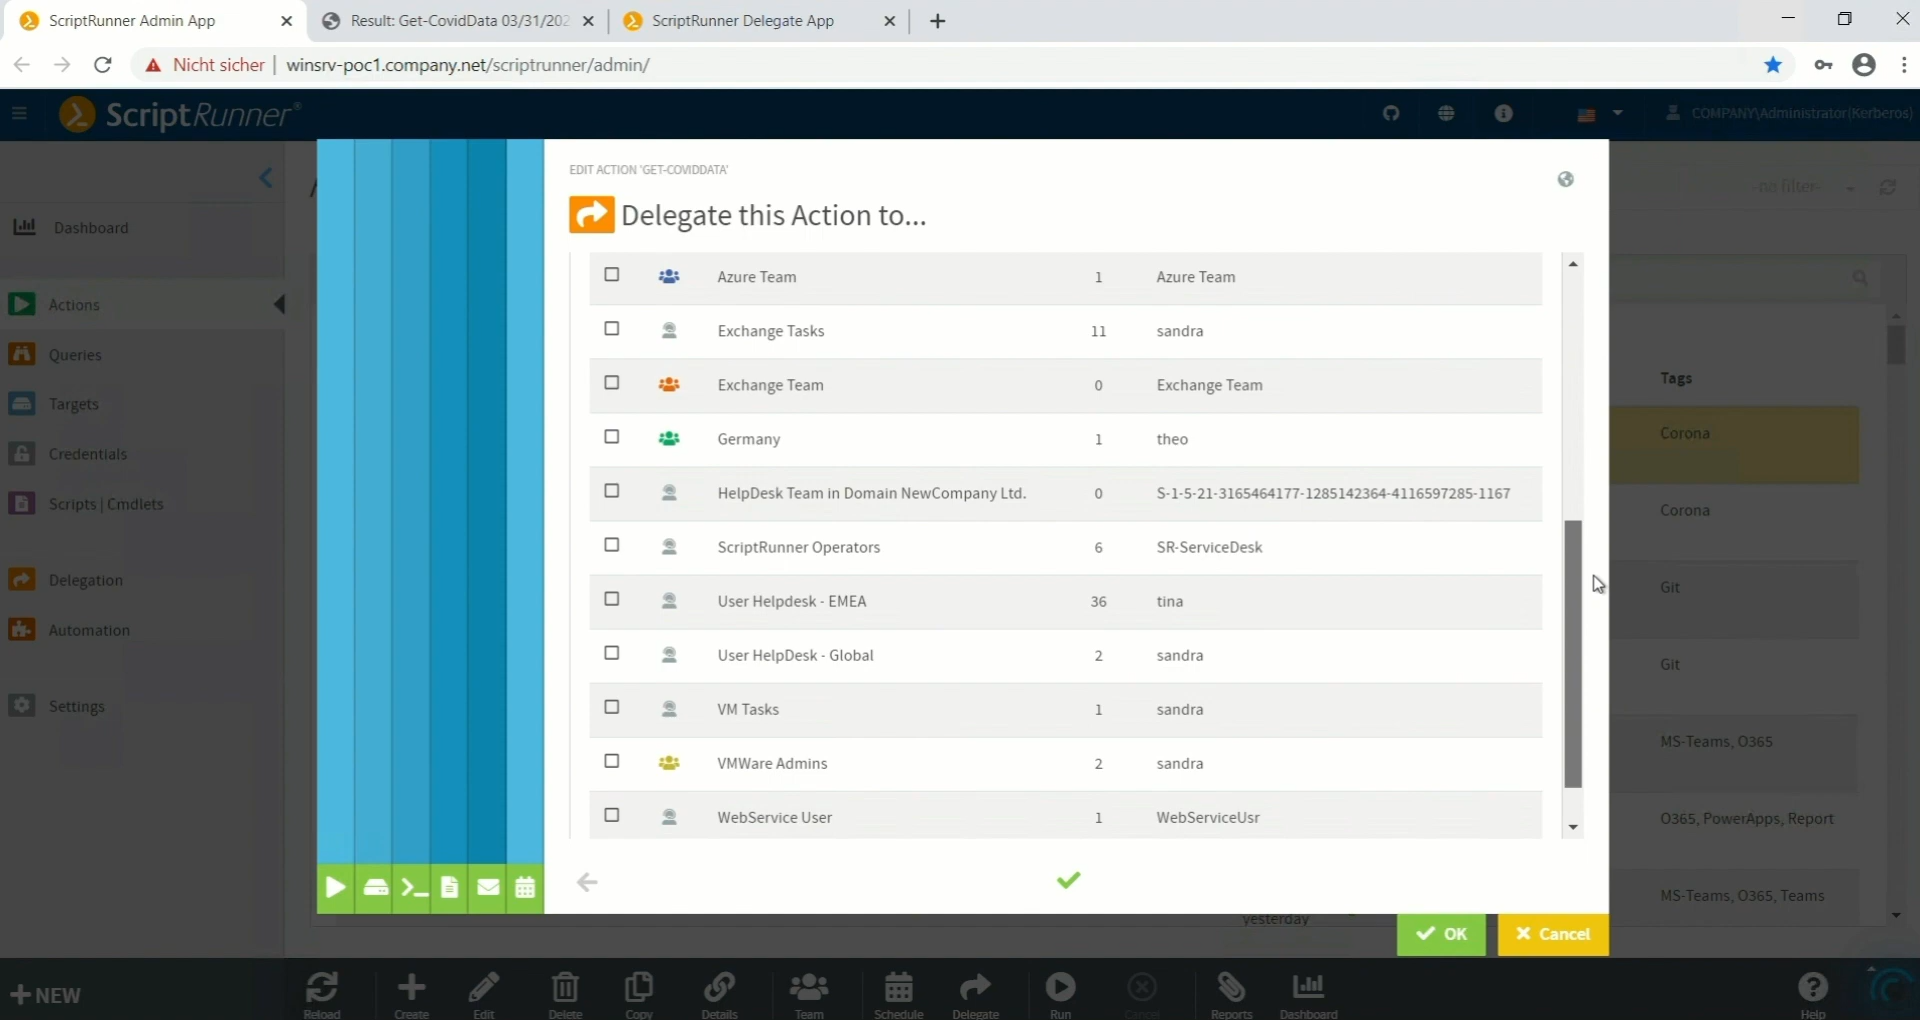 ScriptRunner Admin App
Result: Get-CovidData 03/31/202
ScriptRunner Delegate App
Nicht sicher
winsrv-poc1.company.net/scriptrunner/admin/
ScriptRunner®
COMPANY\Administrator(Kerberos)
EDIT ACTION 'GET-COVIDDATA'
Delegate this Action to...
-no filter-
Dashboard
Actions
Queries
Targets
Credentials
Scripts | Cmdlets
Delegation
Automation
Settings
Azure Team 1 Azure Team
Exchange Tasks 11 sandra
Exchange Team 0 Exchange Team
Germany 1 theo
HelpDesk Team in Domain NewCompany Ltd. 0 S-1-5-21-3165464177-1285142364-4116597285-1167
ScriptRunner Operators 6 SR-ServiceDesk
User Helpdesk - EMEA 36 tina
User HelpDesk - Global 2 sandra
VM Tasks 1 sandra
VMWare Admins 2 sandra
WebService User 1 WebServiceUsr
Tags
Corona
Corona
Git
Git
MS-Teams, O365
O365, PowerApps, Report
MS-Teams, O365, Teams
yesterday
OK
Cancel
NEW
Reload
Create
Edit
Delete
Copy
Details
Team
Schedule
Delegate
Run
Cancel
Reports
Dashboard
Help